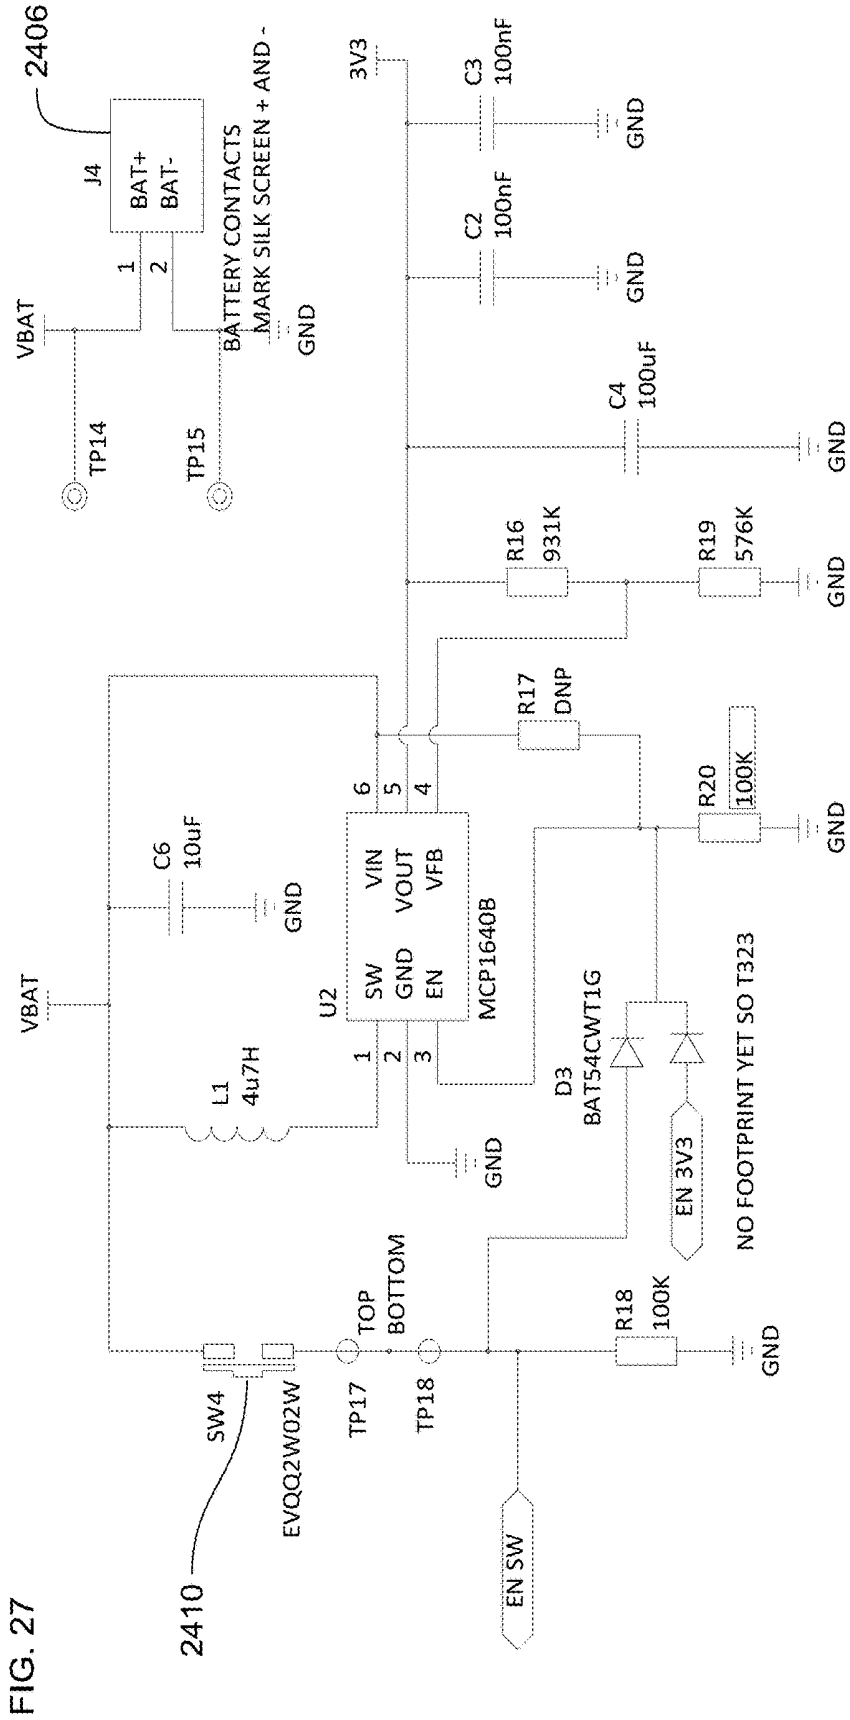 FIG. 27
2410
SW4
EVQQ2W02W
TP17
TP18
TOP
BOTTOM
EN SW
R18
100K
GND
VBAT
L1
4u7H
C6
10uF
GND
U2
SW
GND
EN
VIN
VOUT
VFB
MCP1640B
1
2
3
6
5
4
GND
D3
BAT54CWT1G
EN 3V3
NO FOOTPRINT YET SO T323
R17
DNP
R20
100K
GND
R16
931K
R19
576K
GND
C4
100uF
GND
C2
100nF
GND
C3
100nF
GND
3V3
VBAT
TP14
TP15
1
2
J4
BAT+
BAT-
2406
BATTERY CONTACTS
MARK SILK SCREEN + AND -
GND